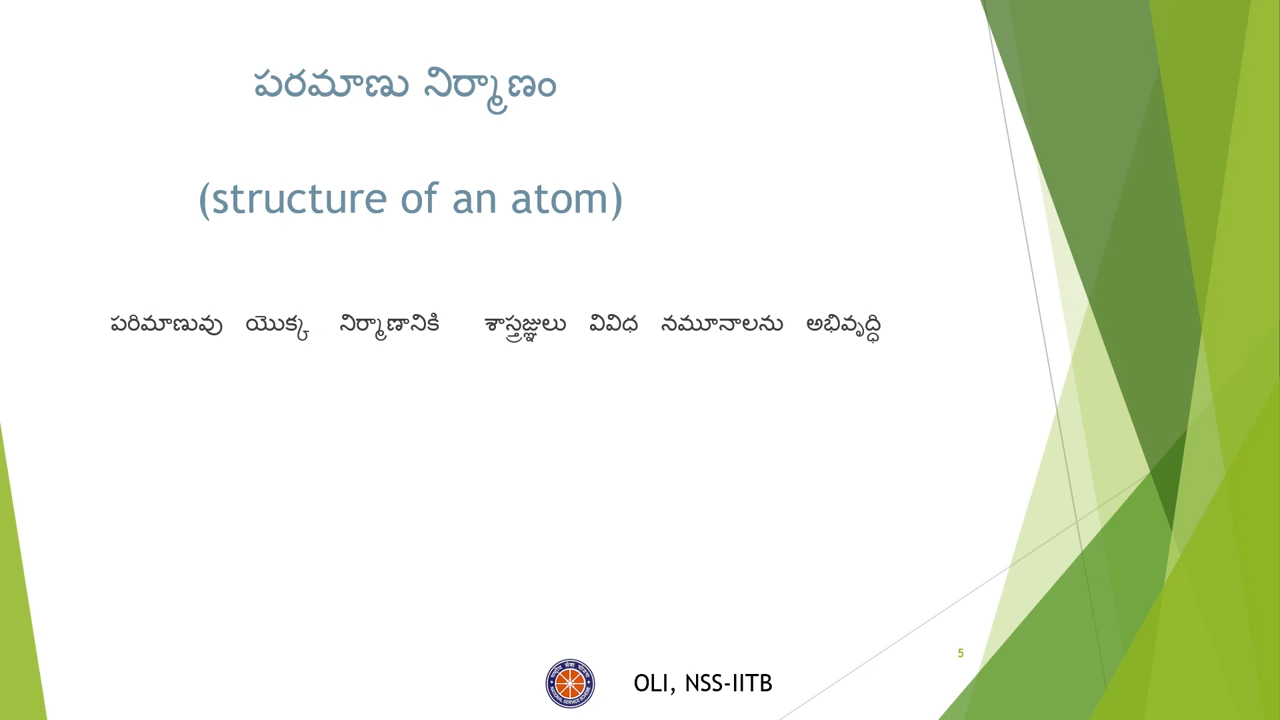 పరమాణు నిర్మాణం
(structure of an atom)
పరిమాణువు యొక్క నిర్మాణానికి శాస్త్రజ్ఞులు వివిధ నమూనాలను అభివృద్ధి
5
OLI, NSS-IITB